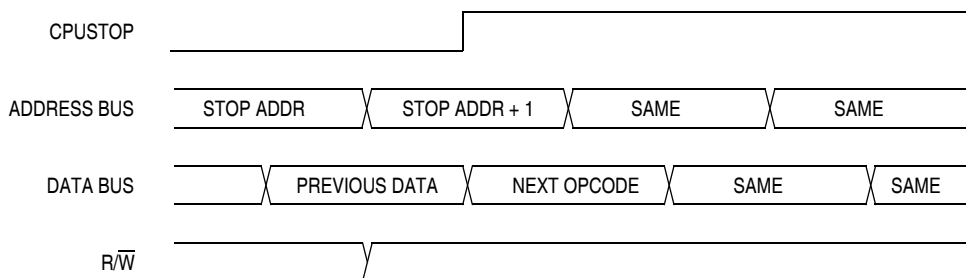 CPUSTOP
ADDRESS BUS STOP ADDR STOP ADDR + 1 SAME SAME
DATA BUS PREVIOUS DATA NEXT OPCODE SAME SAME
R/W̅